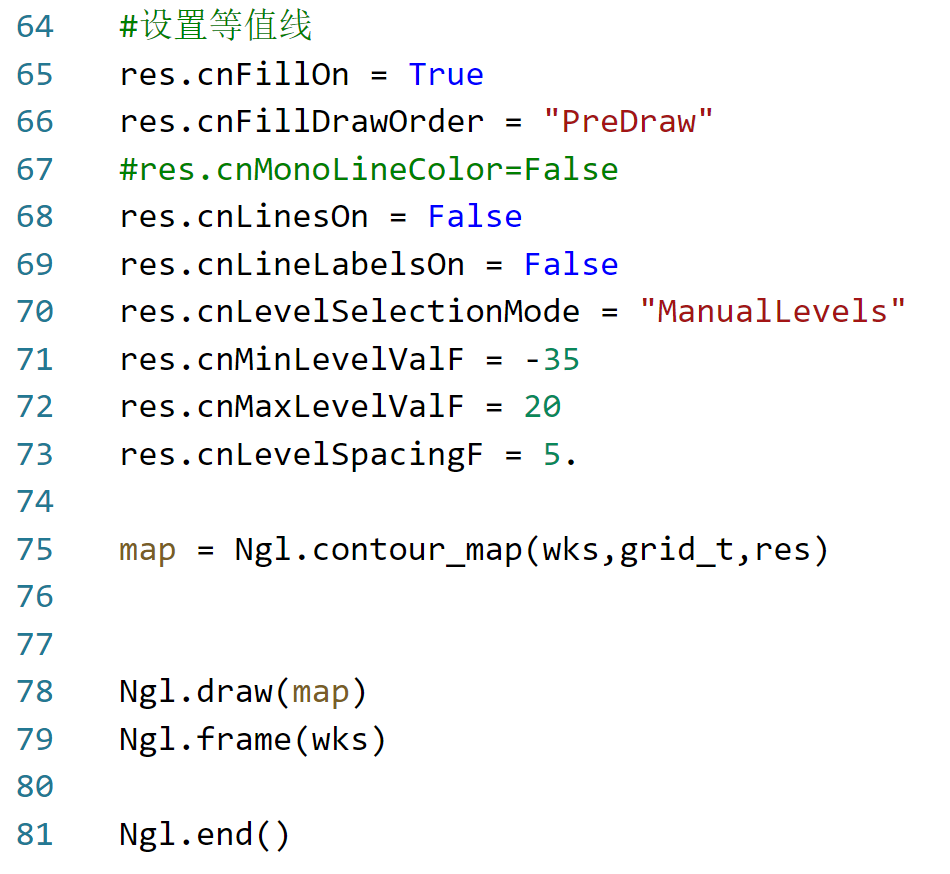 64 #设置等值线
65 res.cnFillOn = True
66 res.cnFillDrawOrder = "PreDraw"
67 #res.cnMonoLineColor=False
68 res.cnLinesOn = False
69 res.cnLineLabelsOn = False
70 res.cnLevelSelectionMode = "ManualLevels"
71 res.cnMinLevelValF = -35
72 res.cnMaxLevelValF = 20
73 res.cnLevelSpacingF = 5.
74
75 map = Ngl.contour_map(wks,grid_t,res)
76
77
78 Ngl.draw(map)
79 Ngl.frame(wks)
80
81 Ngl.end()